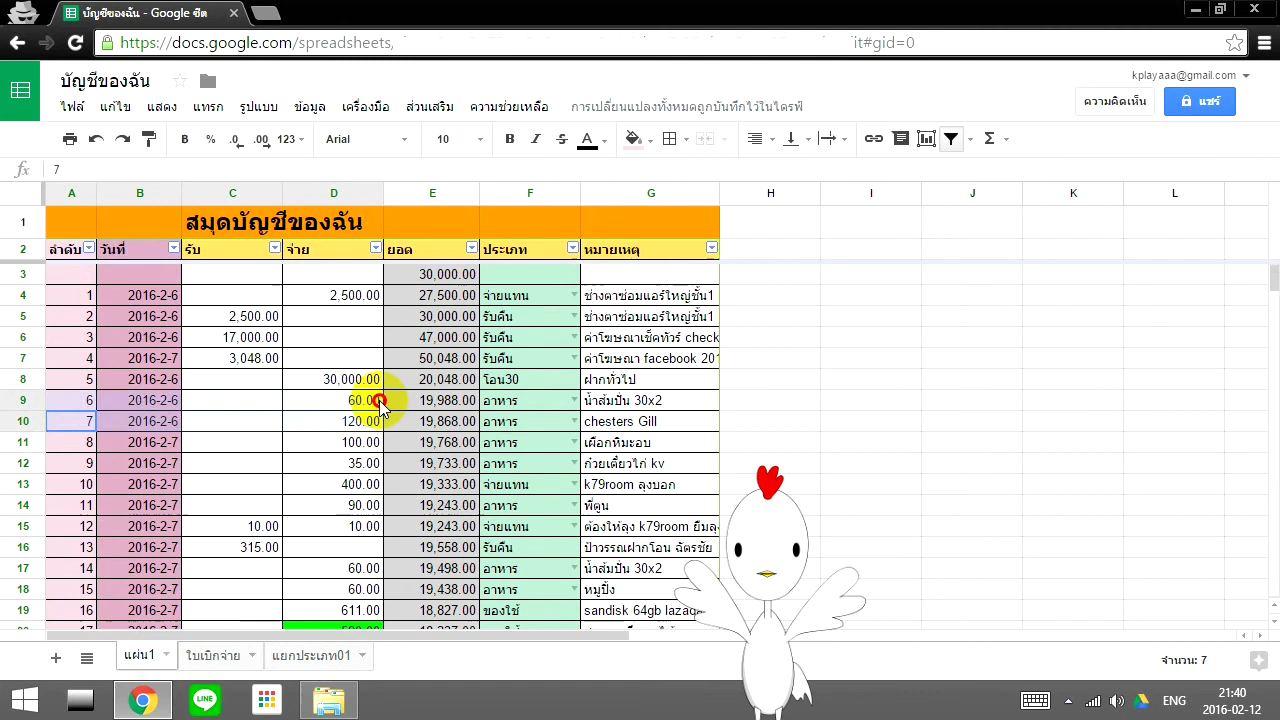 บัญชีของฉัน - Google ชีต
https://docs.google.com/spreadsheets, it#gid=0
บัญชีของฉัน
kplayaaa@gmail.com
ไฟล์ แก้ไข แสดง แทรก รูปแบบ ข้อมูล เครื่องมือ ส่วนเสริม ความช่วยเหลือ การเปลี่ยนแปลงทั้งหมดถูกบันทึกไว้ในไดรฟ์
ความคิดเห็น แชร์
B % .0 .00 123 Arial 10 B I S A Σ
fx 7
A B C D E F G H I J K L
1 สมุดบัญชีของฉัน
2 ลำดับ วันที่ รับ จ่าย ยอด ประเภท หมายเหตุ
3 30,000.00
4 1 2016-2-6 2,500.00 27,500.00 จ่ายแทน ช่างตาซ่อมแอร์ใหญ่ชั้น1
5 2 2016-2-6 2,500.00 30,000.00 รับคืน ช่างตาซ่อมแอร์ใหญ่ชั้น1
6 3 2016-2-6 17,000.00 47,000.00 รับคืน ค่าโฆษณาเช็คทัวร์ check
7 4 2016-2-7 3,048.00 50,048.00 รับคืน ค่าโฆษณา facebook 201
8 5 2016-2-6 30,000.00 20,048.00 โอน30 ฝากทั่วไป
9 6 2016-2-6 60.0 19,988.00 อาหาร น้ำส้มปั่น 30x2
10 7 2016-2-6 120.00 19,868.00 อาหาร chesters Gill
11 8 2016-2-7 100.00 19,768.00 อาหาร เผือกหิมะอบ
12 9 2016-2-7 35.00 19,733.00 อาหาร ก๋วยเตี๋ยวไก่ kv
13 10 2016-2-7 400.00 19,333.00 จ่ายแทน k79room ลุงบอก
14 11 2016-2-7 90.00 19,243.00 อาหาร พี่ตูน
15 12 2016-2-7 10.00 10.00 19,243.00 จ่ายแทน ต้องให้ลุง k79room ยืมลุง
16 13 2016-2-7 315.00 19,558.00 รับคืน ป้าวรรณฝากโอน ฉัตรชัย
17 14 2016-2-7 60.00 19,498.00 อาหาร น้ำส้มปั่น 30x2
18 15 2016-2-7 60.00 19,438.00 อาหาร หมูปิ้ง
19 16 2016-2-7 611.00 18,827.00 ของใช้ sandisk 64gb lazada
แผ่น1 ใบเบิกจ่าย แยกประเภท01 จำนวน: 7
LINE ENG 21:40
2016-02-12